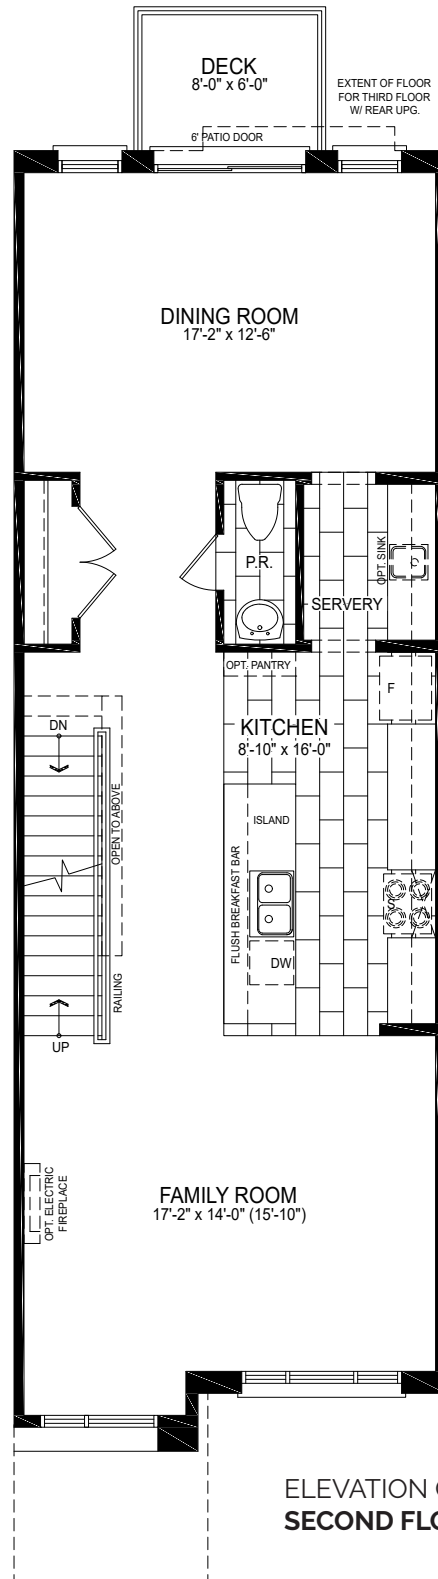 DECK
8'-0" x 6'-0"
EXTENT OF FLOOR
FOR THIRD FLOOR
W/ REAR UPG.
6' PATIO DOOR
DINING ROOM
17'-2" x 12'-6"
P.R.
OPT. SINK
SERVERY
OPT. PANTRY
F
KITCHEN
8'-10" x 16'-0"
DN
OPEN TO ABOVE
ISLAND
FLUSH BREAKFAST BAR
S
DW
RAILING
UP
FAMILY ROOM
17'-2" x 14'-0" (15'-10")
OPT. ELECTRIC
FIREPLACE
ELEVATION
SECOND